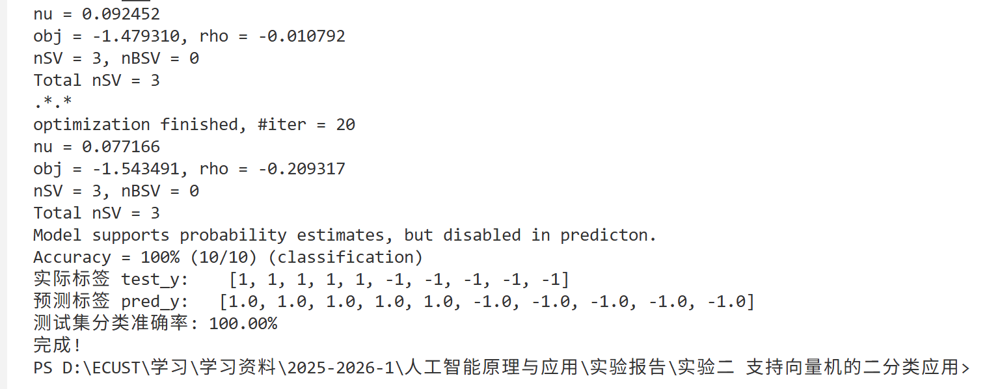 nu = 0.092452
obj = -1.479310, rho = -0.010792
nSV = 3, nBSV = 0
Total nSV = 3
.*.*
optimization finished, #iter = 20
nu = 0.077166
obj = -1.543491, rho = -0.209317
nSV = 3, nBSV = 0
Total nSV = 3
Model supports probability estimates, but disabled in predicton.
Accuracy = 100% (10/10) (classification)
实际标签 test_y:    [1, 1, 1, 1, 1, -1, -1, -1, -1, -1]
预测标签 pred_y:   [1.0, 1.0, 1.0, 1.0, 1.0, -1.0, -1.0, -1.0, -1.0, -1.0]
测试集分类准确率: 100.00%
完成!
PS D:\ECUST\学习\学习资料\2025-2026-1\人工智能原理与应用\实验报告\实验二 支持向量机的二分类应用>